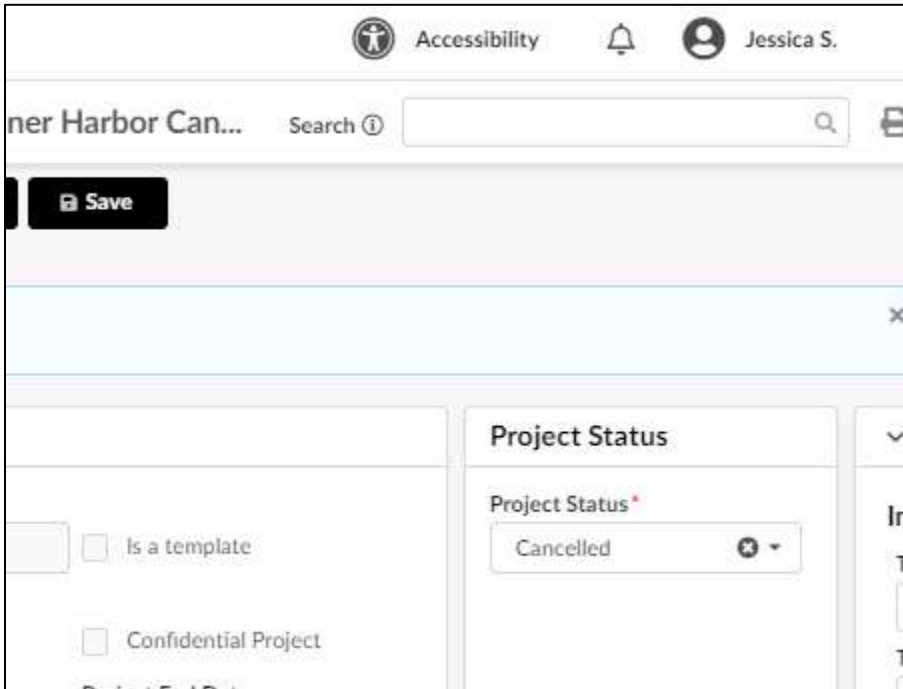 Accessibility
Jessica S.
ner Harbor Can...
Search
Save
Project Status
Project Status*
Cancelled
Is a template
Confidential Project